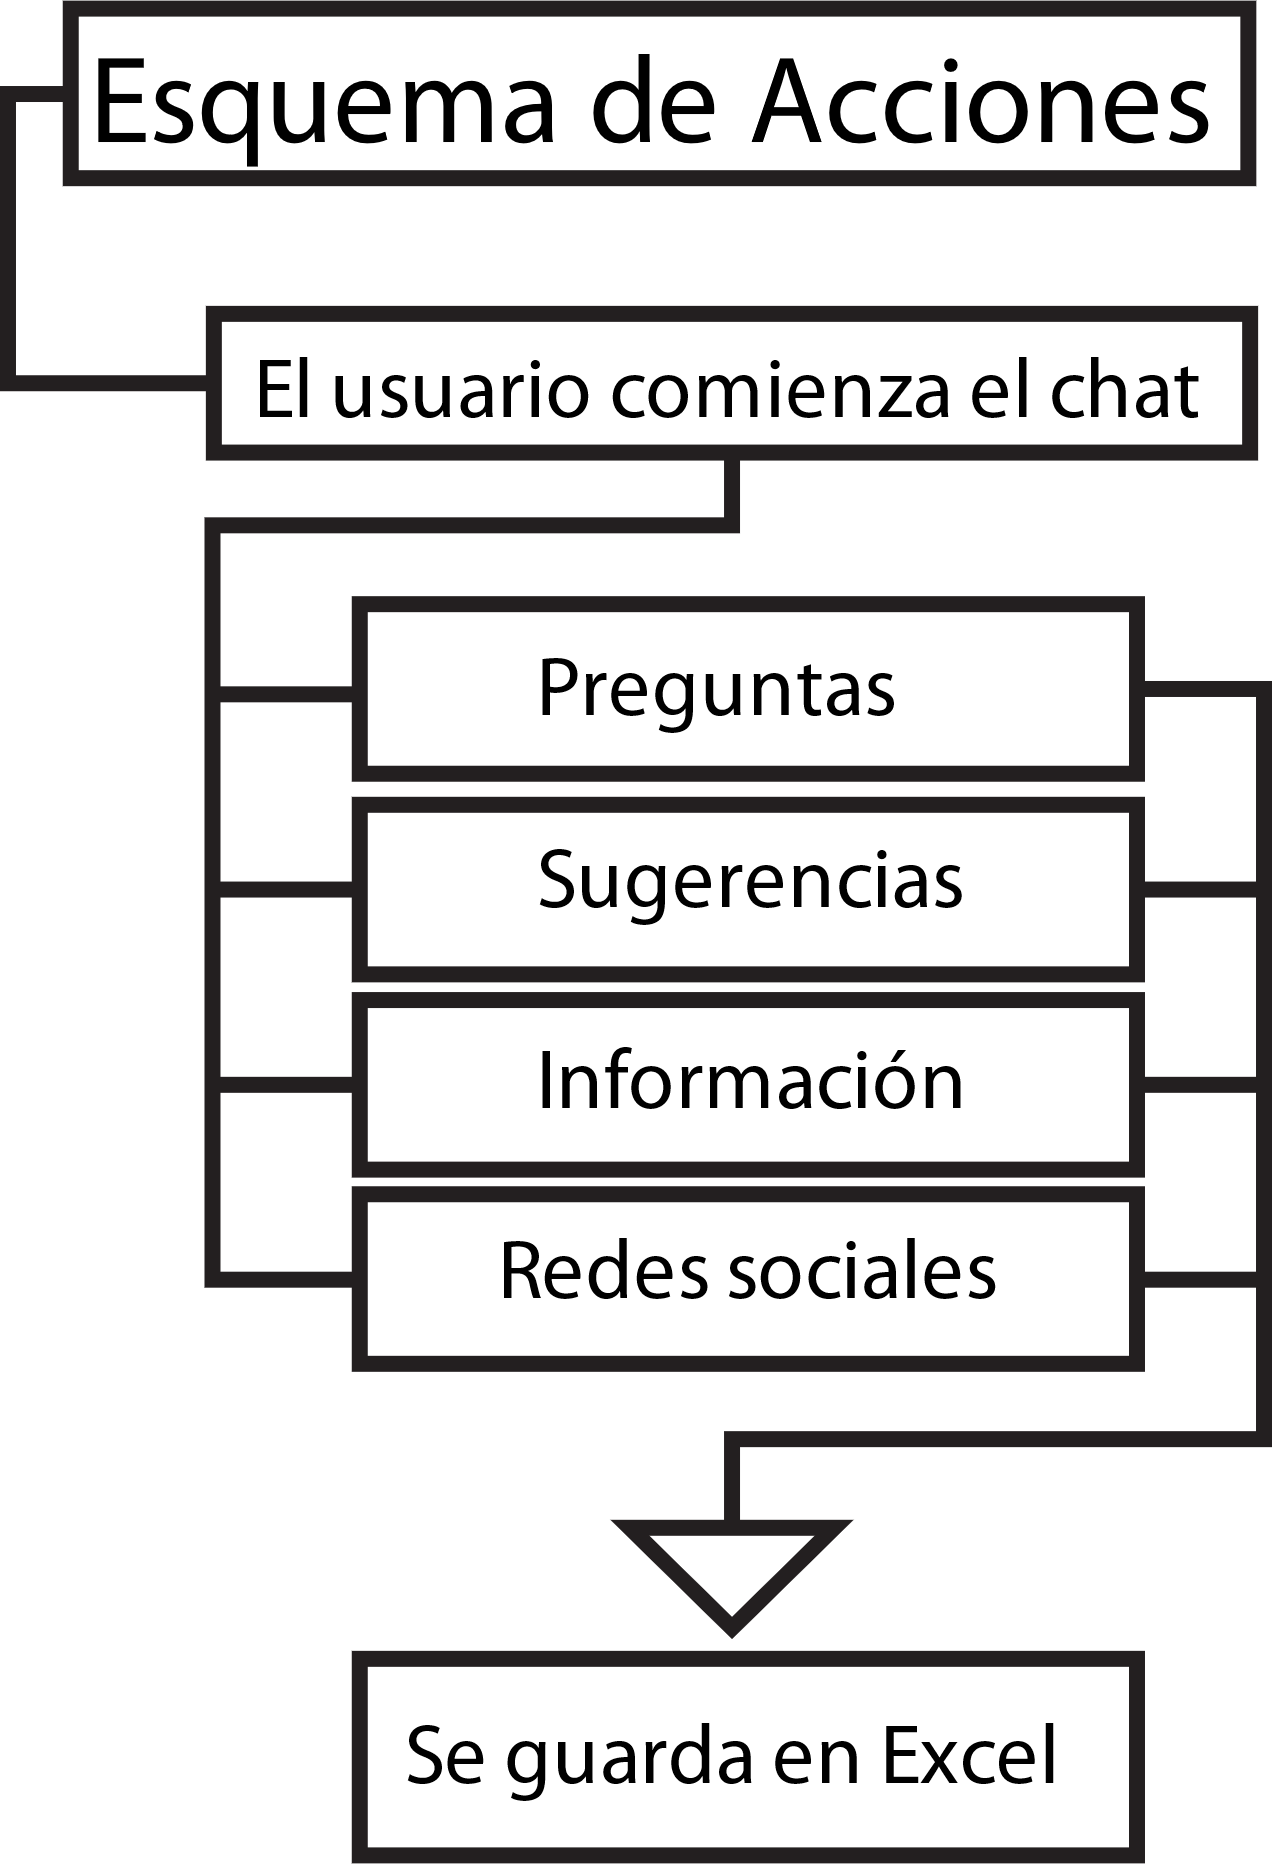 Esquema de Acciones
El usuario comienza el chat
Preguntas
Sugerencias
Información
Redes sociales
Se guarda en Excel